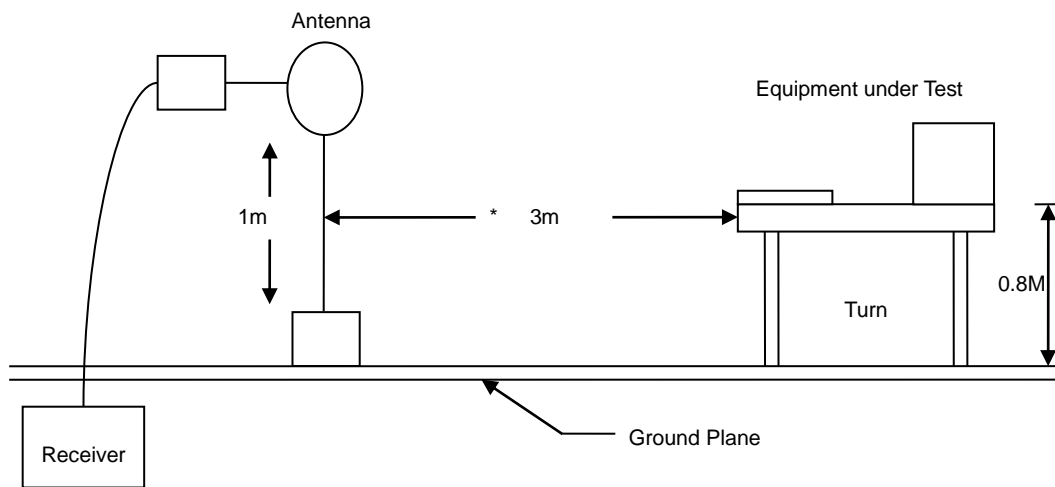 Antenna
Equipment under Test
1m
* 3m
0.8M
Turn
Ground Plane
Receiver